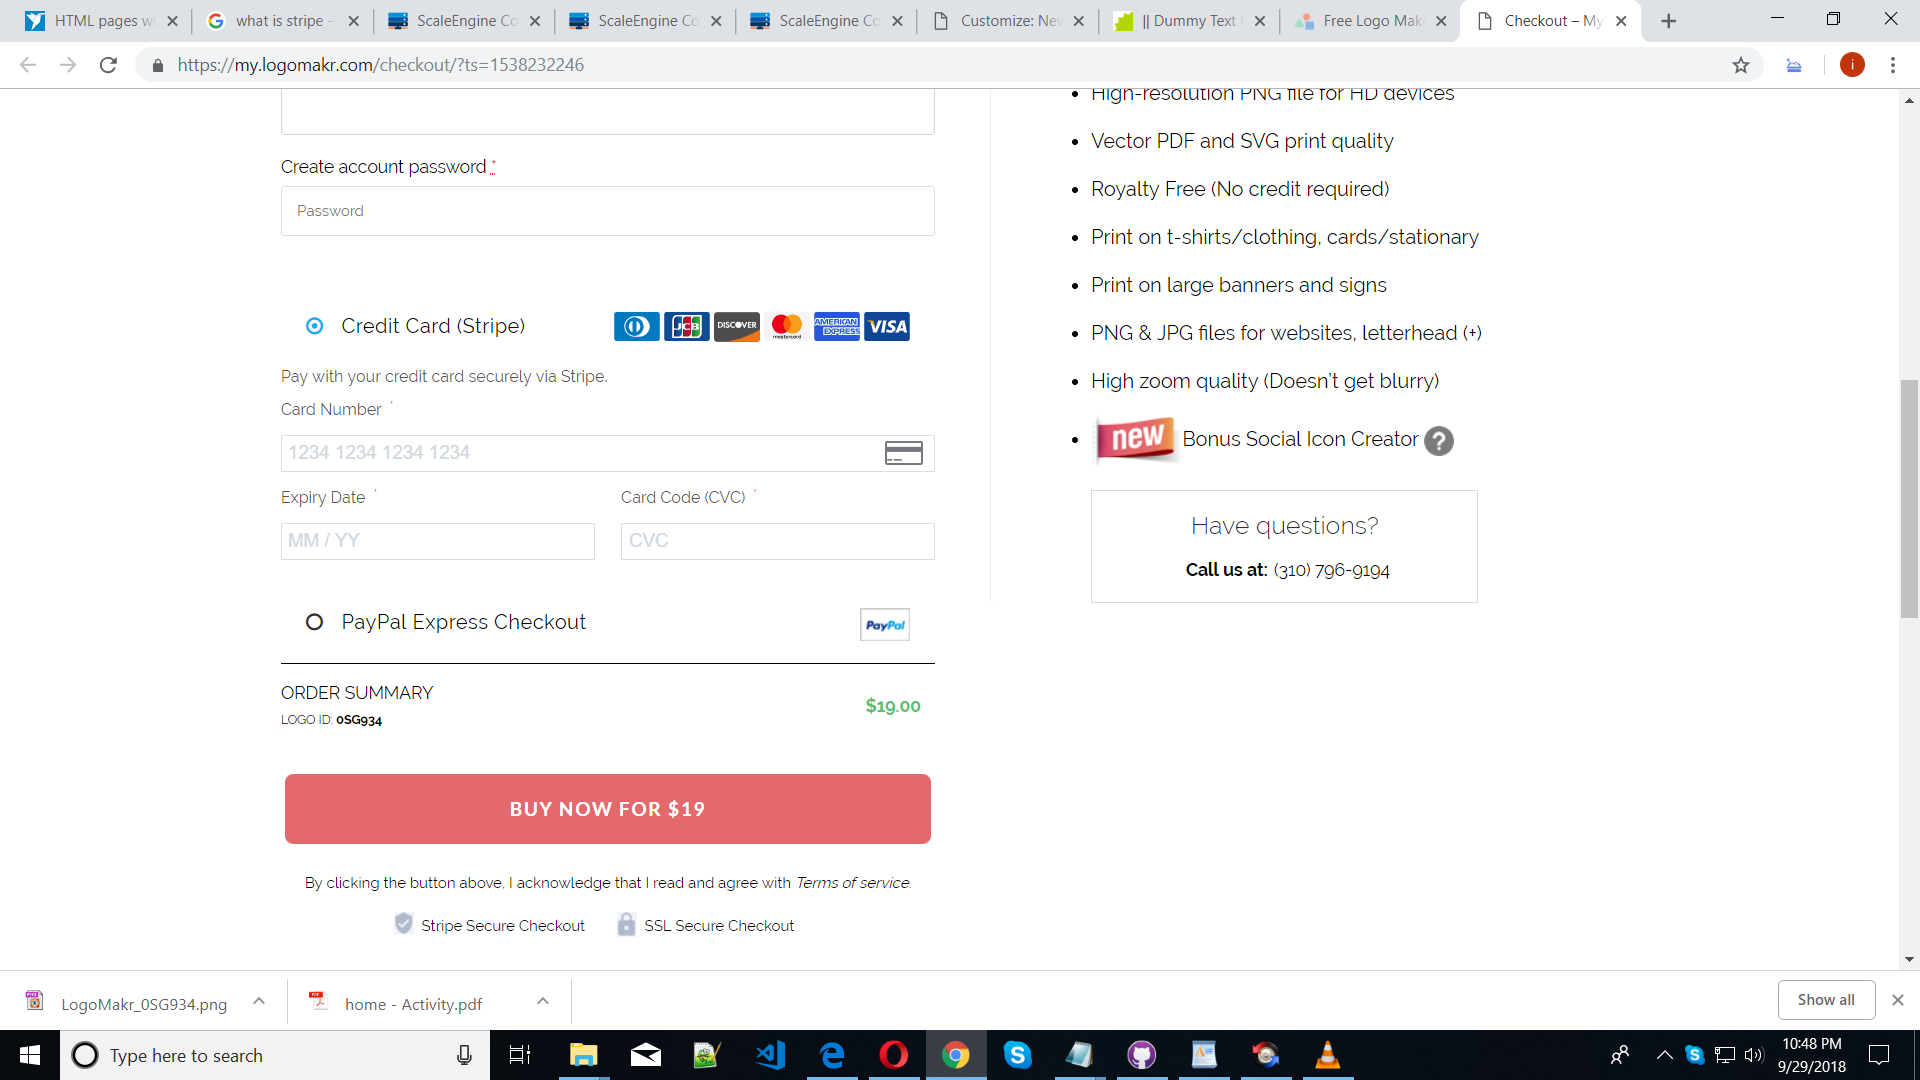 HTML pages wi
what is stripe -
ScaleEngine Co
ScaleEngine Co
ScaleEngine Co
Customize: Nev
|| Dummy Text
Free Logo Mak
Checkout – My
https://my.logomakr.com/checkout/?ts=1538232246
i
Create account password *
Password
Credit Card (Stripe)
DISCOVER
JCB
mastercard
AMERICAN EXPRESS
VISA
Pay with your credit card securely via Stripe.
Card Number *
1234 1234 1234 1234
Expiry Date *
Card Code (CVC) *
MM / YY
CVC
PayPal Express Checkout
PayPal
ORDER SUMMARY
LOGO ID: 0SG934
$19.00
BUY NOW FOR $19
By clicking the button above, I acknowledge that I read and agree with Terms of service.
Stripe Secure Checkout
SSL Secure Checkout
High-resolution PNG file for HD devices
Vector PDF and SVG print quality
Royalty Free (No credit required)
Print on t-shirts/clothing, cards/stationary
Print on large banners and signs
PNG & JPG files for websites, letterhead (+)
High zoom quality (Doesn't get blurry)
new Bonus Social Icon Creator ?
Have questions?
Call us at: (310) 796-9194
LogoMakr_0SG934.png
home - Activity.pdf
Show all
Type here to search
10:48 PM
9/29/2018